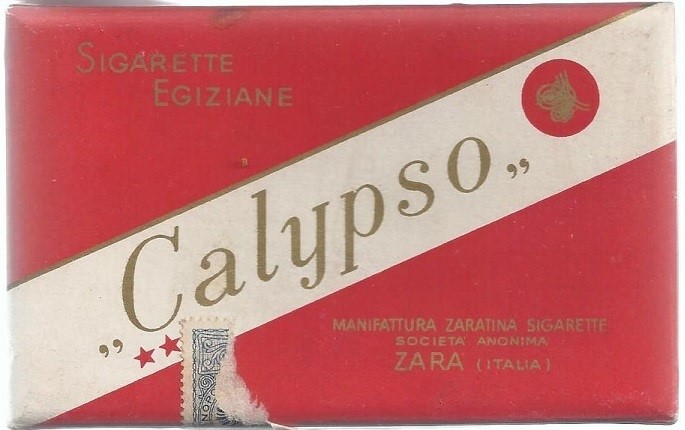 SIGARETTE
EGIZIANE
„Calypso„
MANIFATTURA ZARATINA SIGARETTE
SOCIETA' ANONIMA
ZARA (ITALIA)